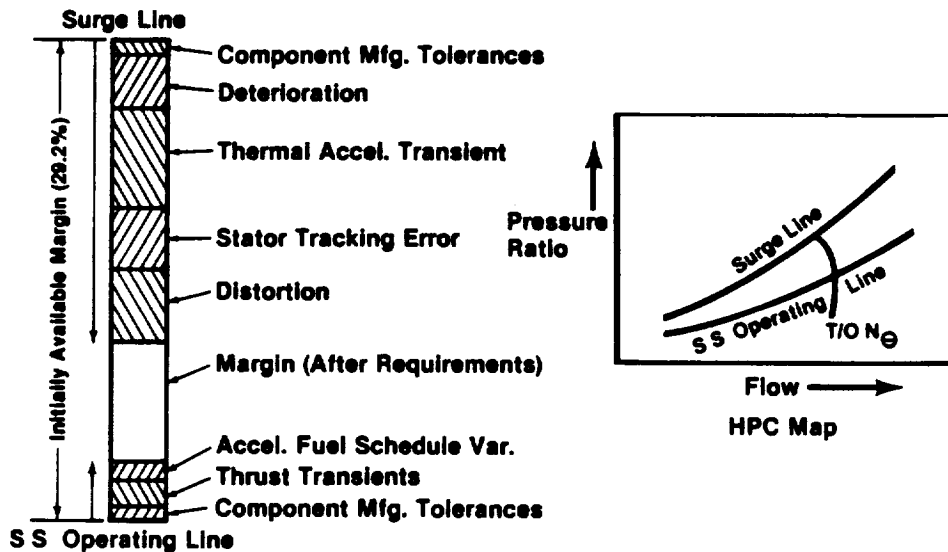 Surge Line
Component Mfg. Tolerances
Deterioration
Thermal Accel. Transient
Stator Tracking Error
Distortion
Margin (After Requirements)
Accel. Fuel Schedule Var.
Thrust Transients
Component Mfg. Tolerances
S S Operating Line
Initially Available Margin (29.2%)
Pressure
Ratio
Surge Line
S S Operating Line
T/O Nθ
Flow
HPC Map